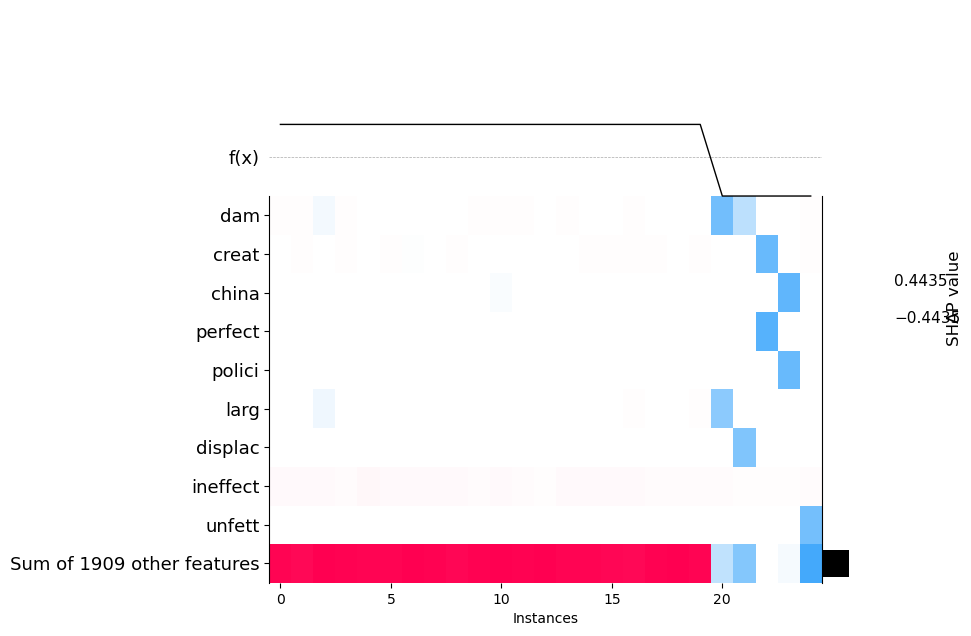 f(x)
dam
creat
china
perfect
polici
larg
displac
ineffect
unfett
Sum of 1909 other features
0 5 10 15 20
Instances
0.4435
−0.4435
SHAP value